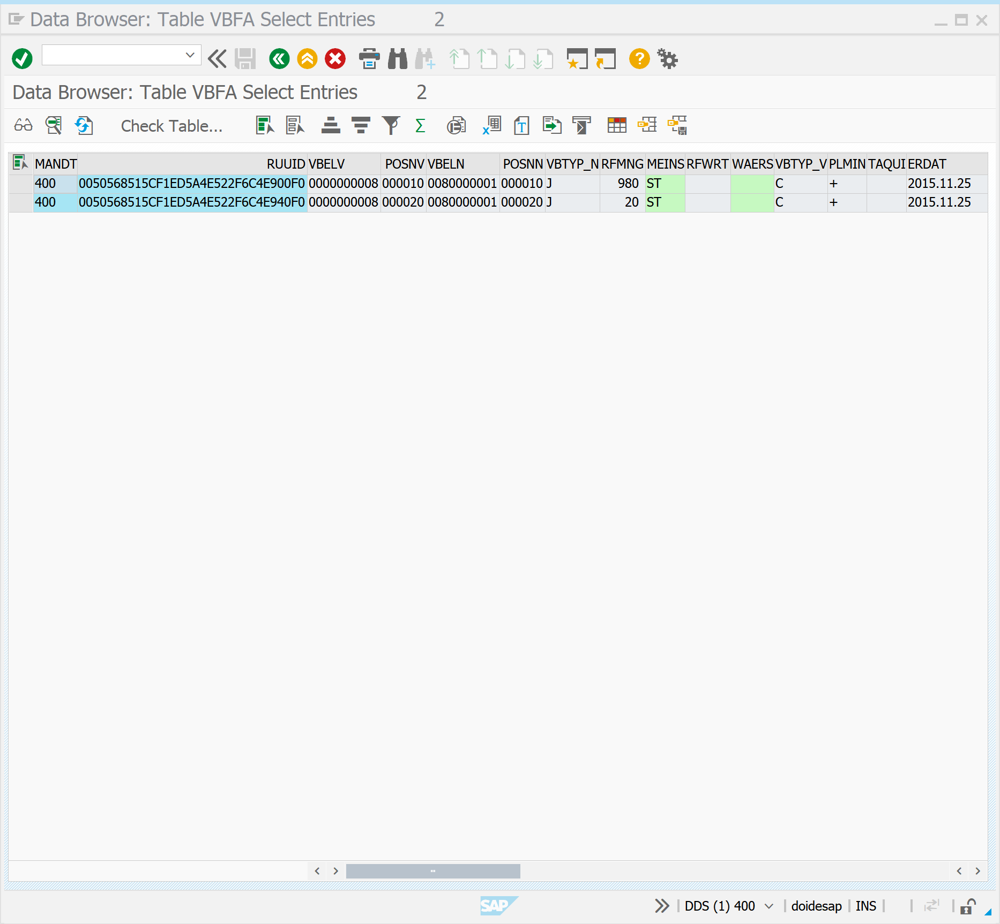 Data Browser: Table VBFA Select Entries 2
Data Browser: Table VBFA Select Entries 2
Check Table...
MANDT RUUID VBELV POSNV VBELN POSNN VBTYP_N RFMNG MEINS RFWRT WAERS VBTYP_V PLMIN TAQUI ERDAT
400 0050568515CF1ED5A4E522F6C4E900F0 0000000008 000010 0080000001 000010 J 980 ST C + 2015.11.25
400 0050568515CF1ED5A4E522F6C4E940F0 0000000008 000020 0080000001 000020 J 20 ST C + 2015.11.25
SAP DDS (1) 400 doidesap INS